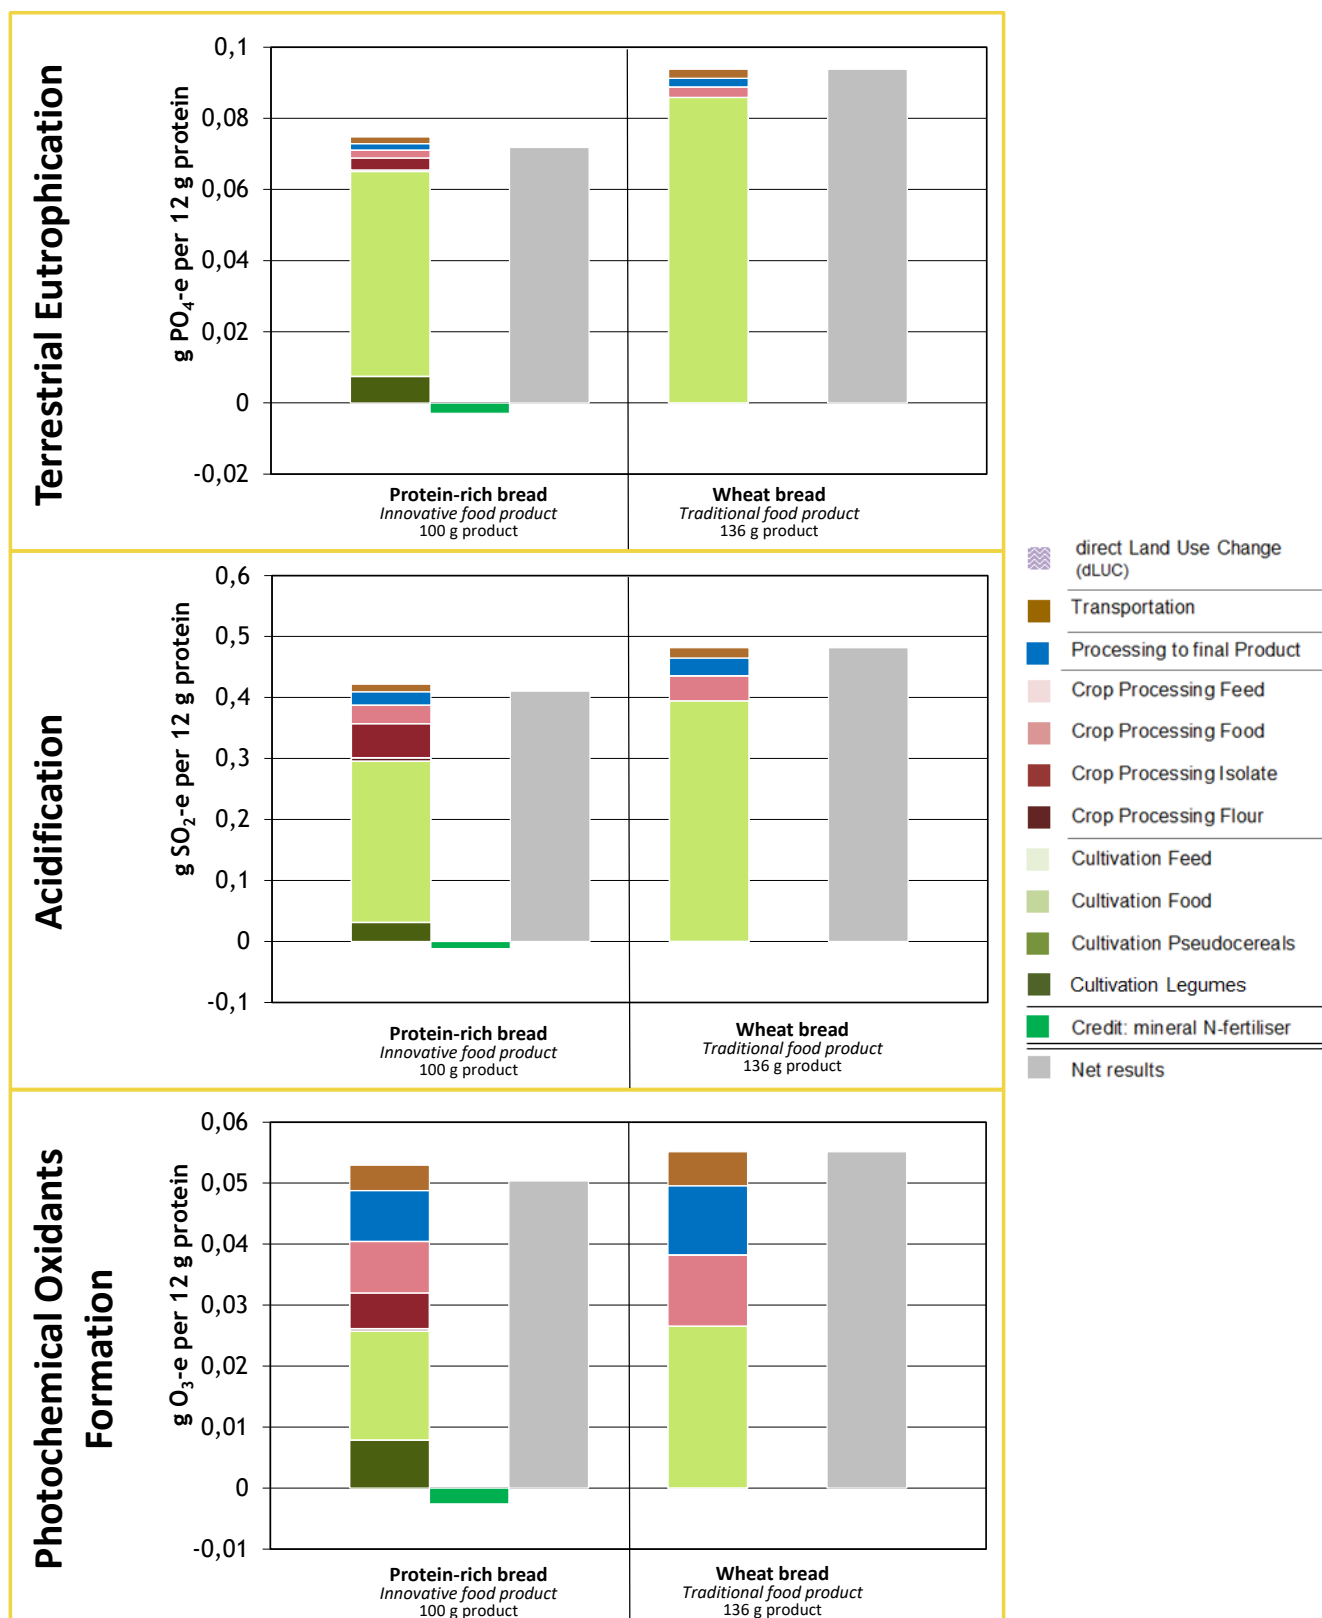 Terrestrial Eutrophication
g PO₄-e per 12 g protein
0,1
0,08
0,06
0,04
0,02
0
-0,02
Protein-rich bread
Innovative food product
100 g product
Wheat bread
Traditional food product
136 g product
Acidification
g SO₂-e per 12 g protein
0,6
0,5
0,4
0,3
0,2
0,1
0
-0,1
Protein-rich bread
Innovative food product
100 g product
Wheat bread
Traditional food product
136 g product
Photochemical Oxidants
Formation
g O₃-e per 12 g protein
0,06
0,05
0,04
0,03
0,02
0,01
0
-0,01
Protein-rich bread
Innovative food product
100 g product
Wheat bread
Traditional food product
136 g product
direct Land Use Change
(dLUC)
Transportation
Processing to final Product
Crop Processing Feed
Crop Processing Food
Crop Processing Isolate
Crop Processing Flour
Cultivation Feed
Cultivation Food
Cultivation Pseudocereals
Cultivation Legumes
Credit: mineral N-fertiliser
Net results